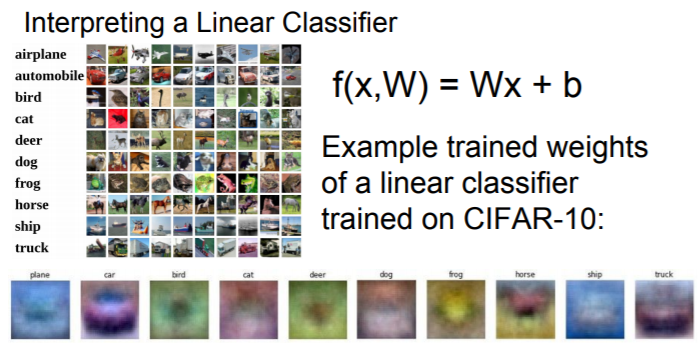 Interpreting a Linear Classifier
airplane
automobile
bird
cat
deer
dog
frog
horse
ship
truck
f(x,W) = Wx + b
Example trained weights
of a linear classifier
trained on CIFAR-10:
plane car bird cat deer dog frog horse ship truck